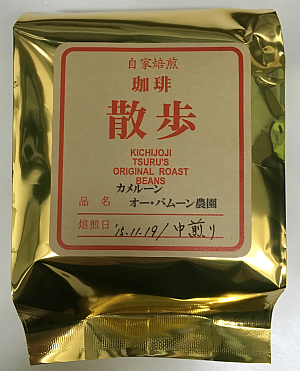 自家焙煎
珈琲
散歩
KICHIJOJI
TSURU'S
ORIGINAL ROAST
BEANS
カメルーン
品名 オー・バムーン農園
焙煎日 '15.11.19/中煎り